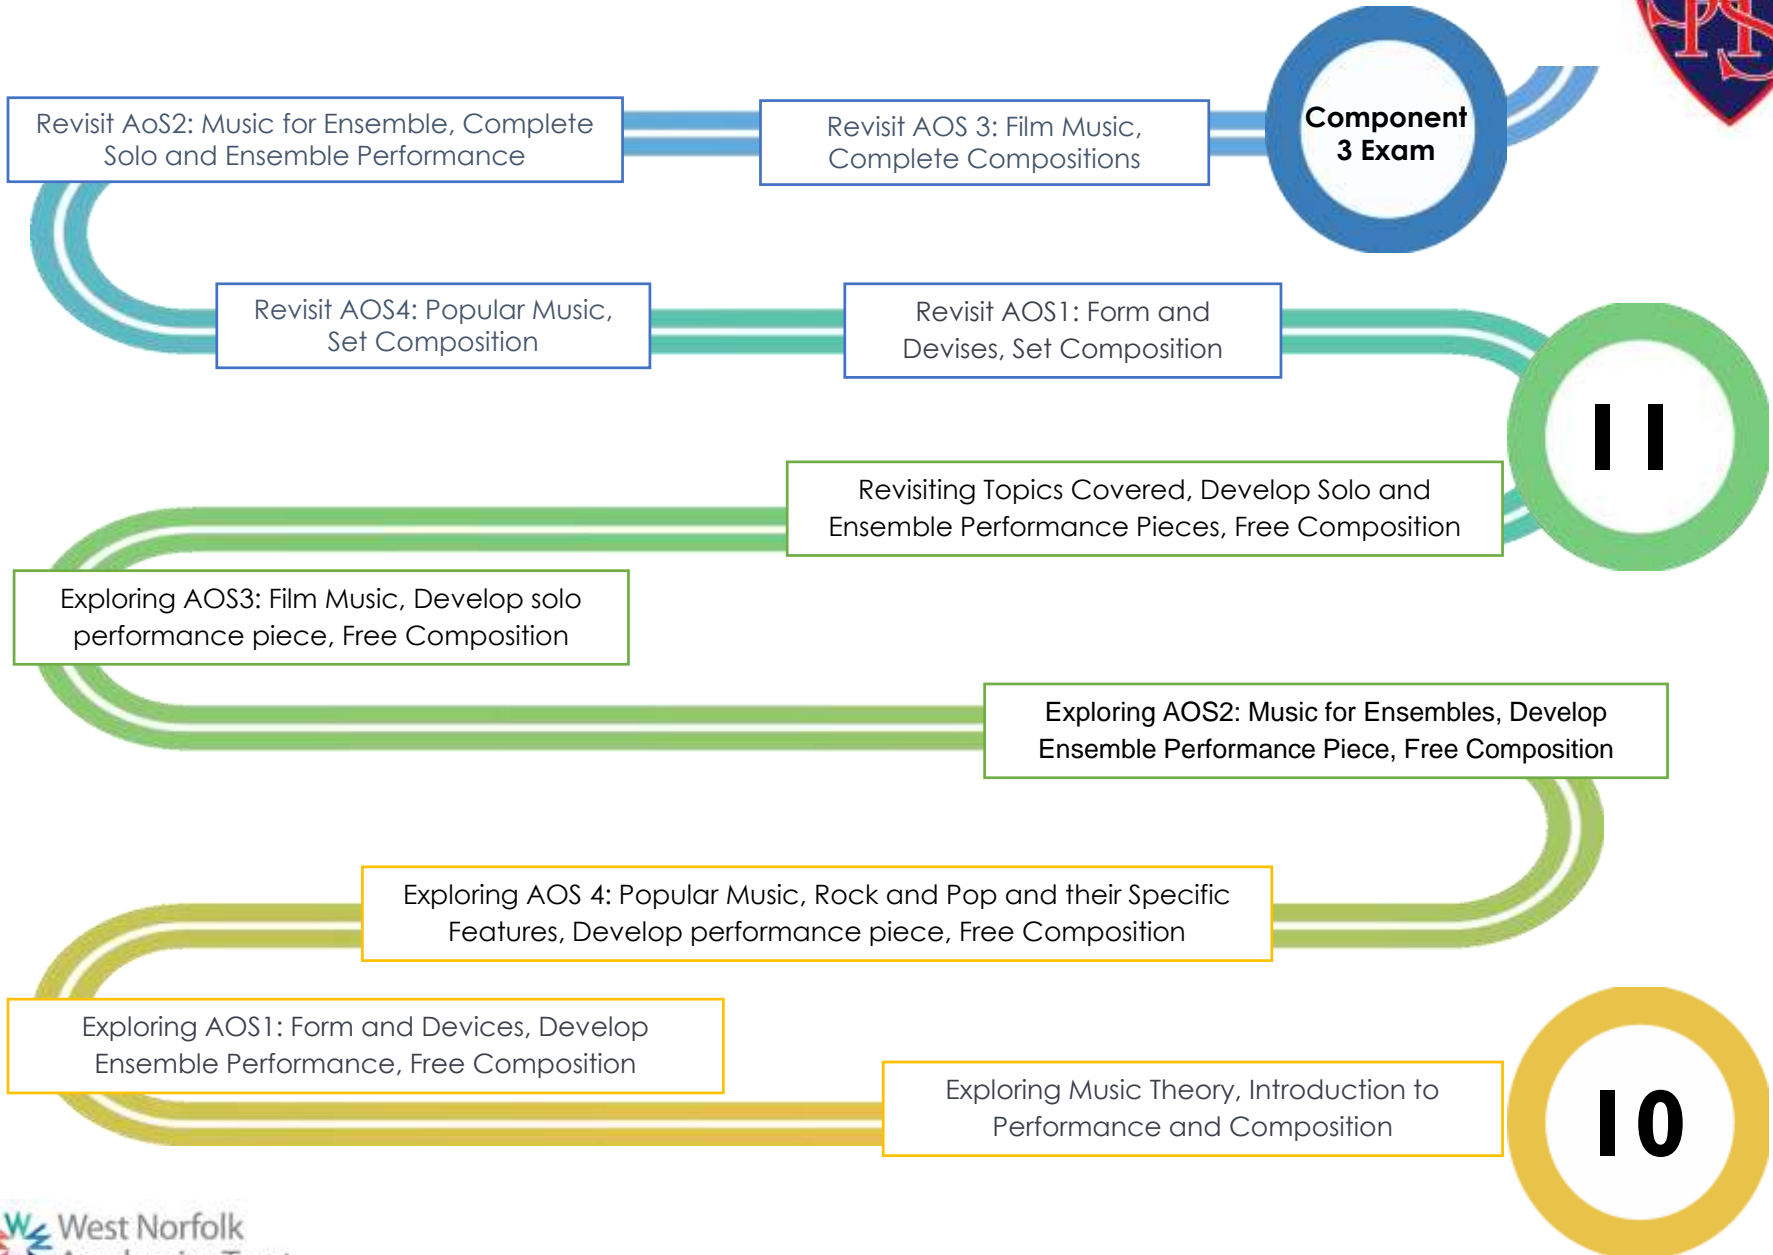 Revisit AoS2: Music for Ensemble, Complete
Solo and Ensemble Performance
Revisit AOS 3: Film Music,
Complete Compositions
Component
3 Exam
Revisit AOS4: Popular Music,
Set Composition
Revisit AOS1: Form and
Devises, Set Composition
11
Revisiting Topics Covered, Develop Solo and
Ensemble Performance Pieces, Free Composition
Exploring AOS3: Film Music, Develop solo
performance piece, Free Composition
Exploring AOS2: Music for Ensembles, Develop
Ensemble Performance Piece, Free Composition
Exploring AOS 4: Popular Music, Rock and Pop and their Specific
Features, Develop performance piece, Free Composition
Exploring AOS1: Form and Devices, Develop
Ensemble Performance, Free Composition
Exploring Music Theory, Introduction to
Performance and Composition
10
West Norfolk